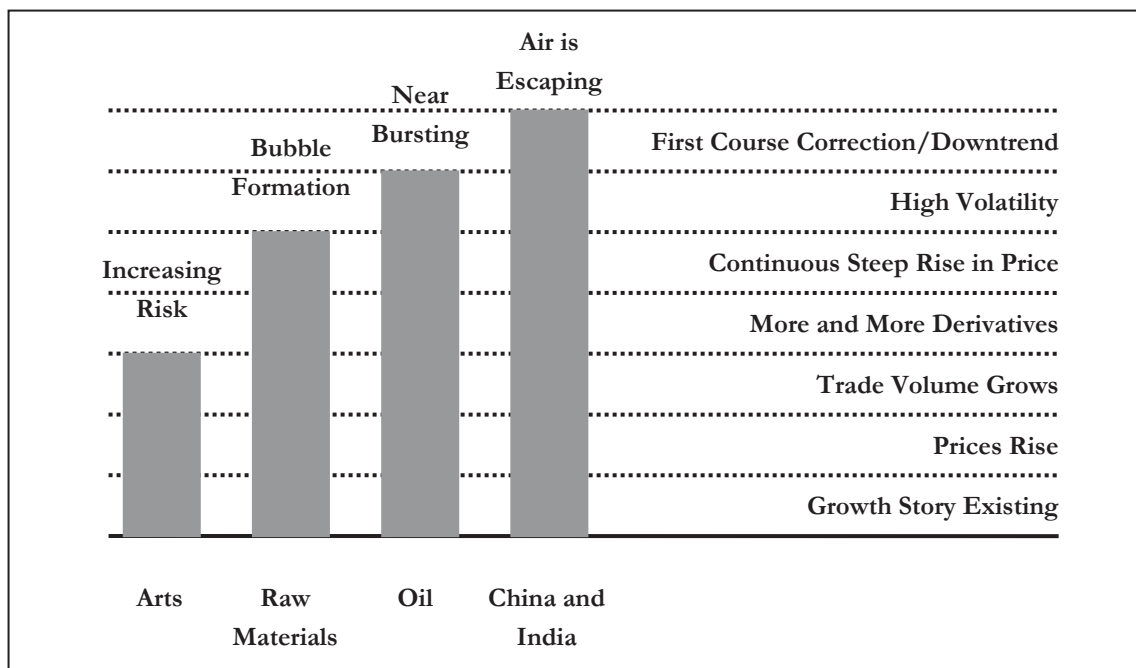 Air is
Escaping
Near
Bursting
Bubble
Formation
Increasing
Risk
First Course Correction/Downtrend
High Volatility
Continuous Steep Rise in Price
More and More Derivatives
Trade Volume Grows
Prices Rise
Growth Story Existing
Arts
Raw
Materials
Oil
China and
India